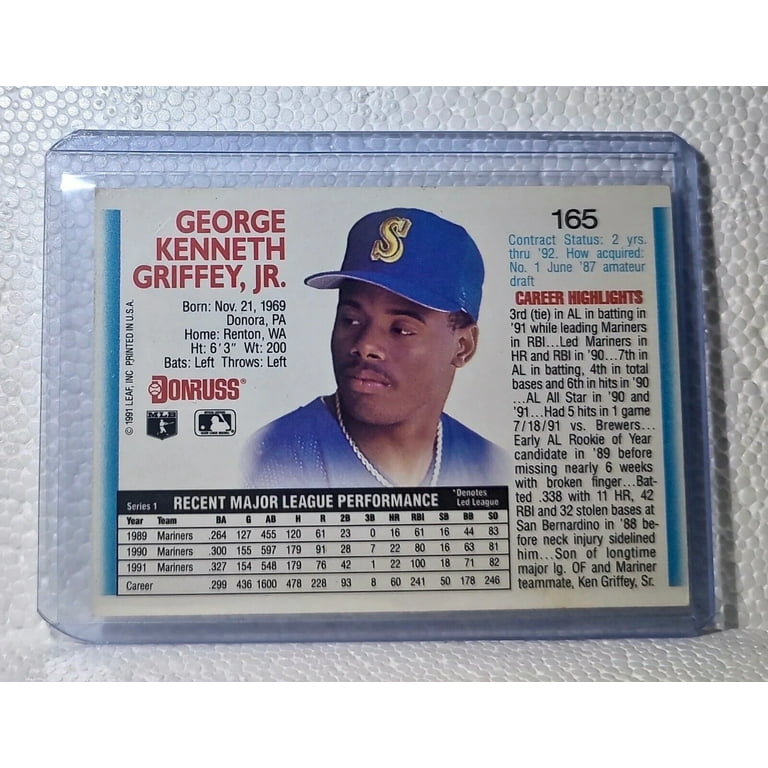 GEORGE
KENNETH
GRIFFEY, JR.
Born: Nov. 21, 1969
Donora, PA
Home: Renton, WA
Ht: 6'3" Wt: 200
Bats: Left Throws: Left
DONRUSS®
MLB
© 1991 LEAF, INC. PRINTED IN U.S.A.
S
165
Contract Status: 2 yrs.
thru '92. How acquired:
No. 1 June '87 amateur
draft
CAREER HIGHLIGHTS
3rd (tie) in AL in batting in
'91 while leading Mariners
in RBI...Led Mariners in
HR and RBI in '90...7th in
AL in batting, 4th in total
bases and 6th in hits in '90
...AL All Star in '90 and
'91...Had 5 hits in 1 game
7/18/91 vs. Brewers...
Early AL Rookie of Year
candidate in '89 before
missing nearly 6 weeks
with broken finger...Bat-
ted .338 with 11 HR, 42
RBI and 32 stolen bases at
San Bernardino in '88 be-
fore neck injury sidelined
him...Son of longtime
major lg. OF and Mariner
teammate, Ken Griffey, Sr.
Series 1 RECENT MAJOR LEAGUE PERFORMANCE *Denotes
Led League
Year Team BA G AB H R 2B 3B HR RBI SB BB SO
1989 Mariners .264 127 455 120 61 23 0 16 61 16 44 83
1990 Mariners .300 155 597 179 91 28 7 22 80 16 63 81
1991 Mariners .327 154 548 179 76 42 1 22 100 18 71 82
Career .299 436 1600 478 228 93 8 60 241 50 178 246